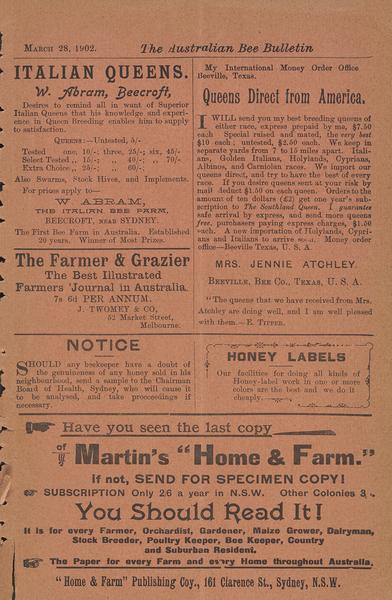 March 28, 1902. The Australian Bee Bulletin
ITALIAN QUEENS.
W. Abram, Beecroft,
Desires to remind all in want of Superior
Italian Queens that his knowledge and experi-
ence in Queen Breeding enables him to supply
to satisfaction.
QUEENS:—Untested, 5/-
Tested one, 10/-; three, 25/-; six, 45/-
Select Tested „ 15/-; „ 40/-; „ 70/-
Extra Choice „ 25/-; „ 60/-;
Also Swarms, Stock Hives, and Implements.
For prices apply to—
W. ABRAM,
THE ITALIAN BEE FARM,
BEECROFT, near SYDNEY.
The First Bee Farm in Australia. Established
20 years. Winner of Most Prizes.
The Farmer & Grazier
The Best Illustrated
Farmers' Journal in Australia.
7s 6d PER ANNUM.
J. TWOMEY & CO.
52 Market Street,
Melbourne.
My International Money Order Office
Beeville, Texas.
Queens Direct from America.
I WILL send you my best breeding queens of
either race, express prepaid by me, $7.50
each Special raised and mated, the very best
$10 each; untested, $2.50 each. We keep in
separate yards from 7 to 15 miles apart. Itali-
ans, Golden Italians, Holylands, Cyprians,
Albinos, and Carniolan races. We import our
queens direct, and try to have the best of every
race. If you desire queens sent at your risk by
mail deduct $1.50 on each queen. Orders to the
amount of ten dollars (£2) get one year's sub-
scription to The Southland Queen. I guarantee
safe arrival by express, and send more queens
free, purchasers paying express charges, $1.50
each. A new importation of Holylands, Cypri-
ans and Italians to arrive Money order
office—Beeville Texas, U. S. A
MRS. JENNIE ATCHLEY.
BEEVILLE, BEE CO., TEXAS, U. S. A.
"The queens that we have received from Mrs.
Atchley are doing well, and I am well pleased
with them.—E. TIPPER.
NOTICE
SHOULD any beekeeper have a doubt of
the genuineness of any honey sold in his
neighbourhood, send a sample to the Chairman
Board of Health, Sydney, who will cause it
to be analysed, and take proceedings if
necessary.
HONEY LABELS
Our facilities for doing all kinds of
Honey-label work in one or more
colors are the best and we do it
cheaply.
Have you seen the last copy
of Martin's "Home & Farm."
If not, SEND FOR SPECIMEN COPY!
SUBSCRIPTION Only 2/6 a year in N.S.W. Other Colonies
You Should Read It!
It is for every Farmer, Orchardist, Gardener, Maize Grower, Dairyman,
Stock Breeder, Poultry Keeper, Bee Keeper, Country
and Suburban Resident.
The Paper for every Farm and every Home throughout Australia.
"Home & Farm" Publishing Coy., 161 Clarence St., Sydney, N.S.W.